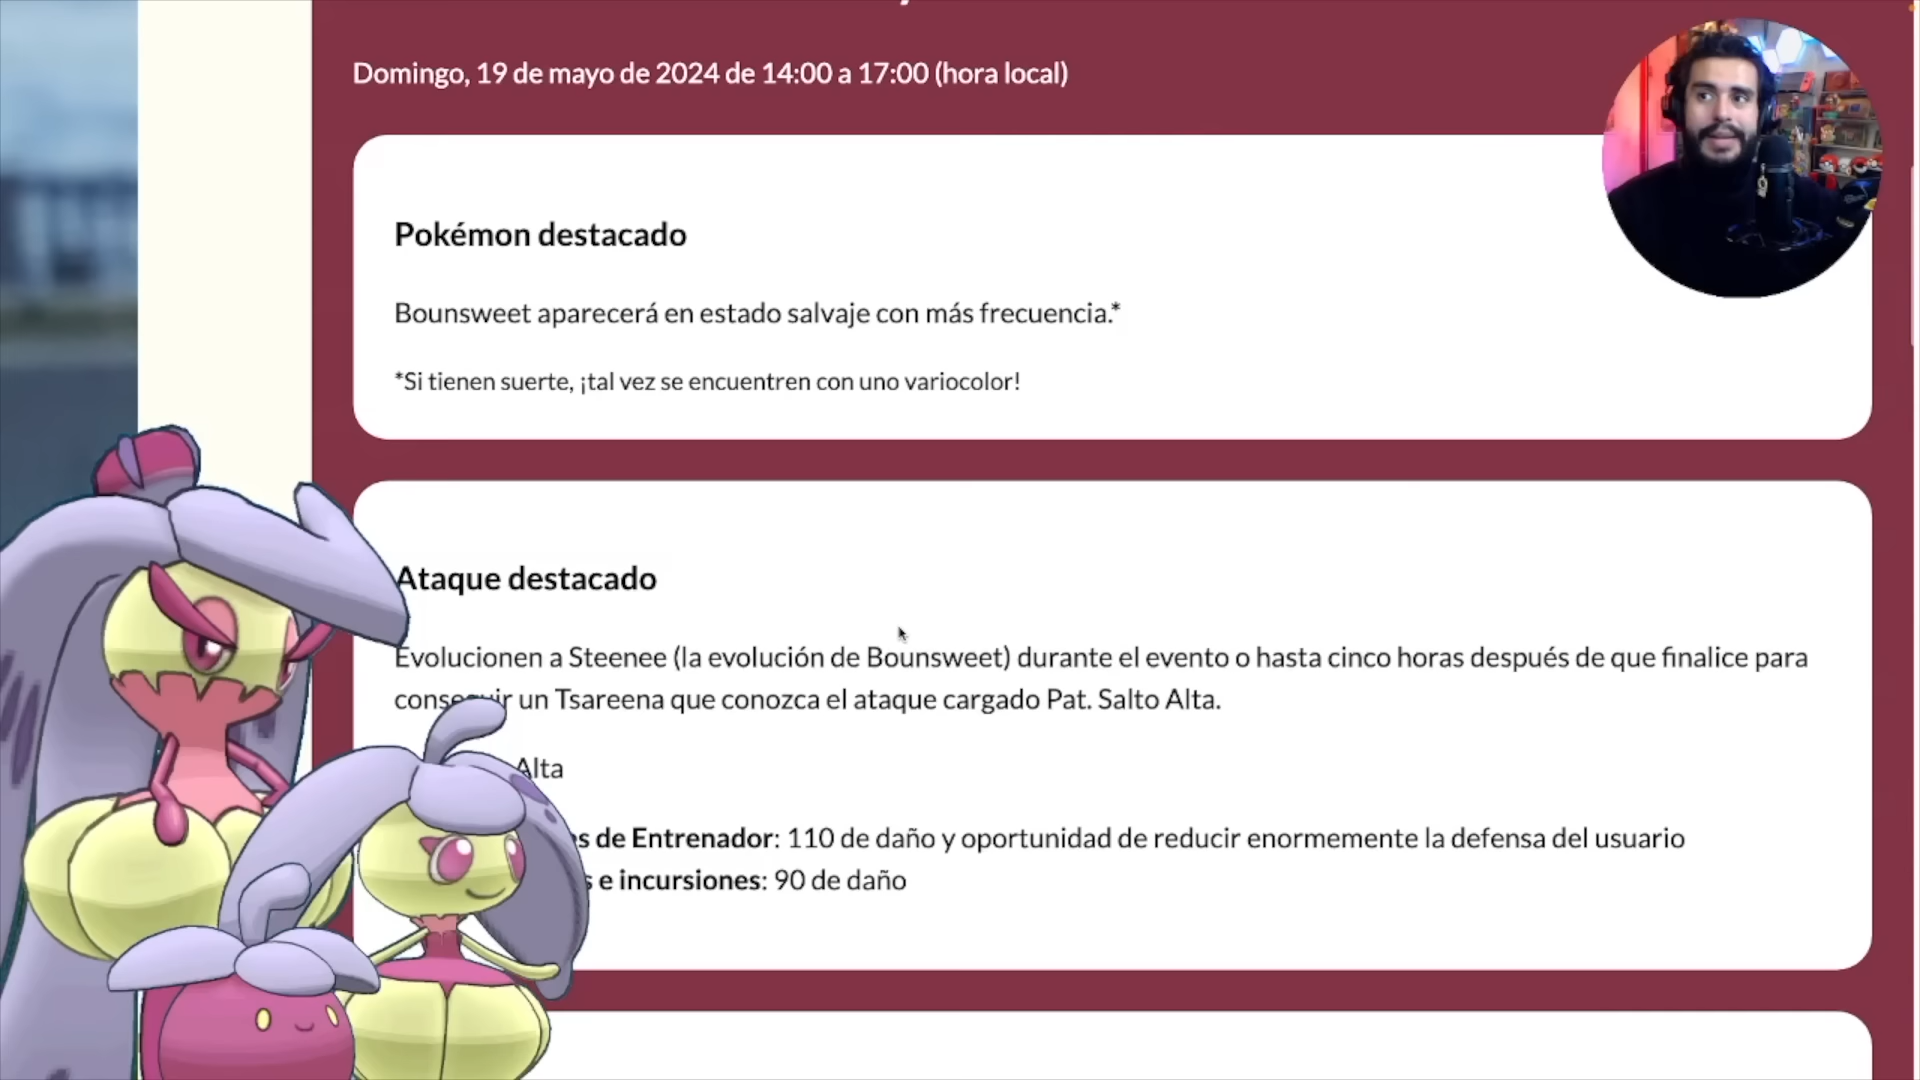 Domingo, 19 de mayo de 2024 de 14:00 a 17:00 (hora local)
Pokémon destacado
Bounsweet aparecerá en estado salvaje con más frecuencia.*
*Si tienen suerte, ¡tal vez se encuentren con uno variocolor!
Ataque destacado
Evolucionen a Steenee (la evolución de Bounsweet) durante el evento o hasta cinco horas después de que finalice para
conseguir un Tsareena que conozca el ataque cargado Pat. Salto Alta.
Alta
de Entrenador: 110 de daño y oportunidad de reducir enormemente la defensa del usuario
e incursiones: 90 de daño